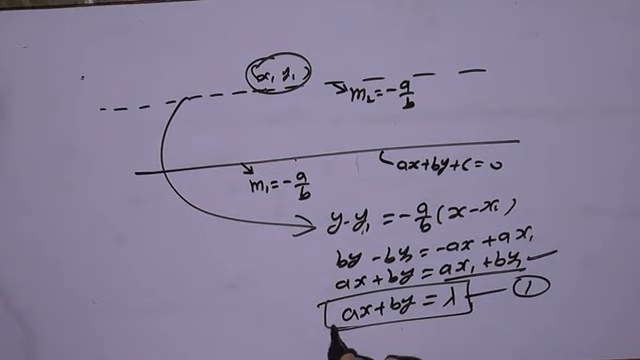 (x₁ y₁)
m₂ = -a/b
ax+by+c=0
m₁ = -a/b
y-y₁ = -a/b (x-x₁)
by-by₁ = -ax+ax₁
ax+by = ax₁+by₁
ax+by = λ — 1